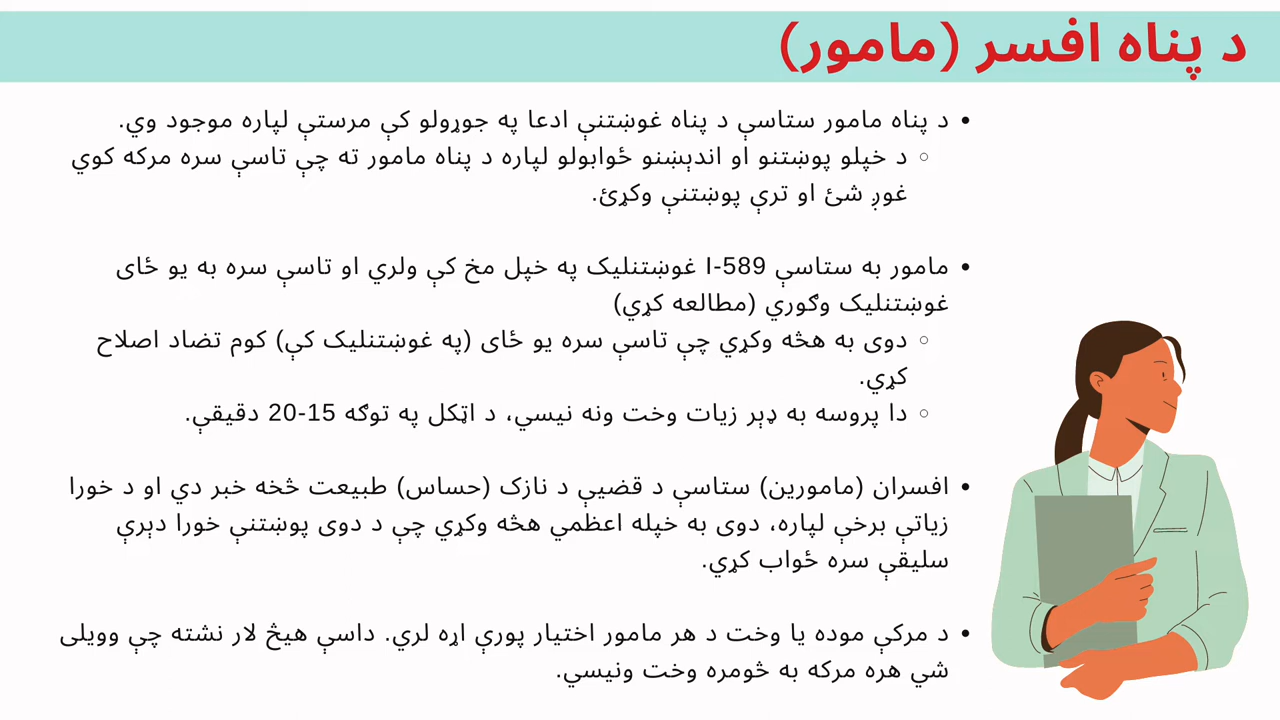 د پناه افسر (مامور)
• د پناه مامور ستاسې د پناه غوښتنې ادعا په جوړولو کې مرستې لپاره موجود وي.
○ د خپلو پوښتنو او اندېښنو ځوابولو لپاره د پناه مامور ته چې تاسې سره مرکه کوي
غوږ شئ او ترې پوښتنې وکړئ.
• مامور به ستاسې I-589 غوښتنلیک په خپل مخ کې ولري او تاسې سره به یو ځای
غوښتنلیک وګوري (مطالعه کړي)
○ دوی به هڅه وکړي چې تاسې سره یو ځای (په غوښتنلیک کې) کوم تضاد اصلاح
کړي.
○ دا پروسه به ډېر زیات وخت ونه نیسي، د اټکل په توګه 15-20 دقیقې.
• افسران (مامورین) ستاسې د قضیې د نازک (حساس) طبیعت څخه خبر دي او د خورا
زیاتې برخې لپاره، دوی به خپله اعظمي هڅه وکړي چې د دوی پوښتنې خورا دېرې
سلیقې سره ځواب کړي.
• د مرکې موده یا وخت د هر مامور اختیار پورې اړه لري. داسې هیڅ لار نشته چې وویلی
شي هره مرکه به څومره وخت ونیسي.